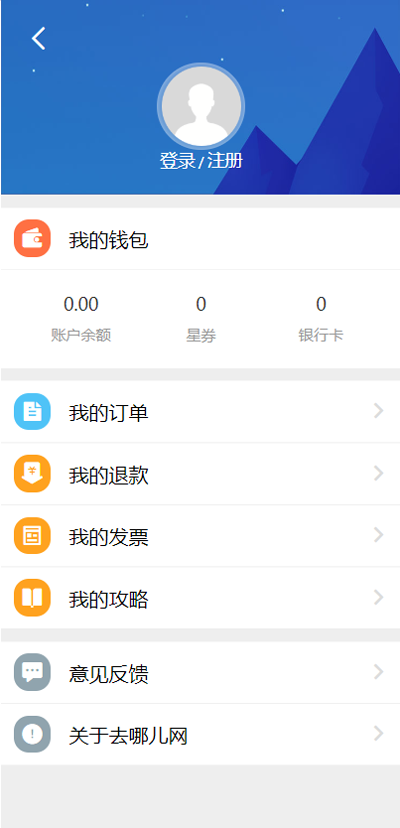 登录/注册
我的钱包
0.00 0 0
账户余额 星券 银行卡
我的订单
我的退款
我的发票
我的攻略
意见反馈
关于去哪儿网